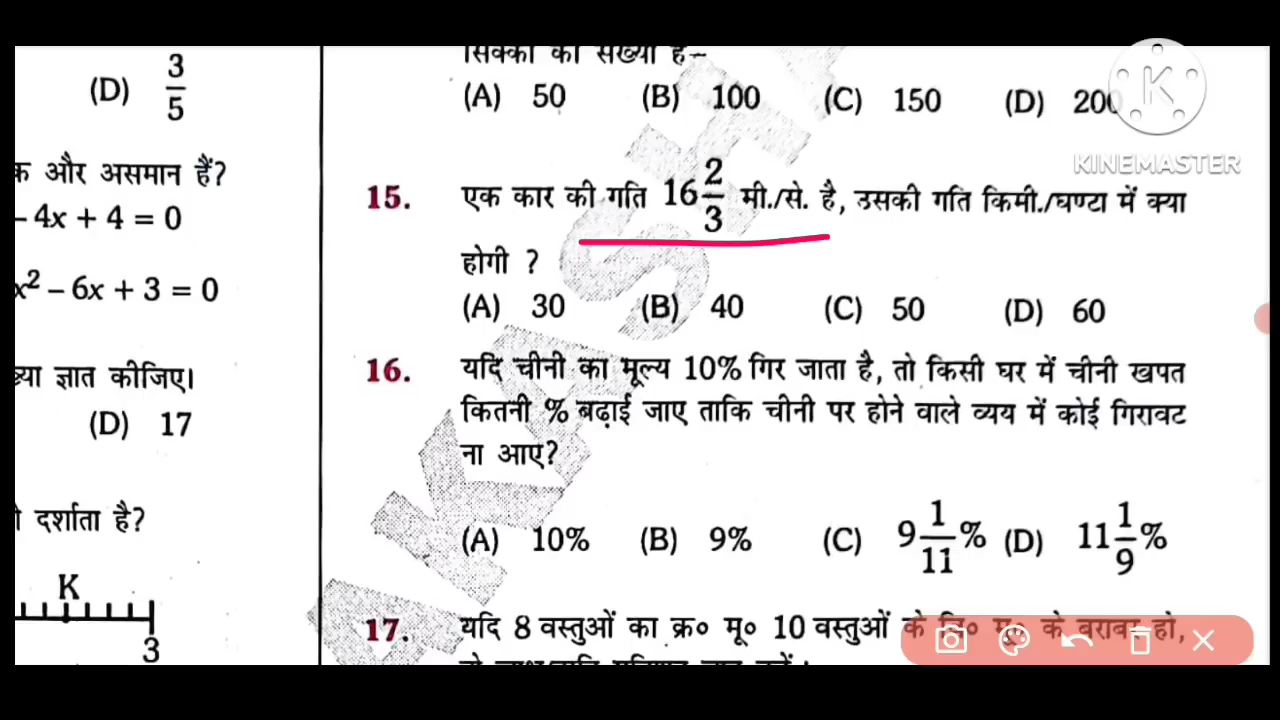 (D) 3/5
और असमान हैं?
- 4x + 4 = 0
x² – 6x + 3 = 0
ज्ञात कीजिए।
(D) 17
दर्शाता है?
K
3
सिक्कों की संख्या है–
(A) 50 (B) 100 (C) 150 (D) 200
KINEMASTER
15. एक कार की गति 16 2/3 मी./से. है, उसकी गति किमी./घण्टा में क्या
होगी ?
(A) 30 (B) 40 (C) 50 (D) 60
16. यदि चीनी का मूल्य 10% गिर जाता है, तो किसी घर में चीनी खपत
कितनी % बढ़ाई जाए ताकि चीनी पर होने वाले व्यय में कोई गिरावट
ना आए?
(A) 10% (B) 9% (C) 9 1/11% (D) 11 1/9%
17. यदि 8 वस्तुओं का क्र० मू० 10 वस्तुओं के वि० मू० के बराबर हो,